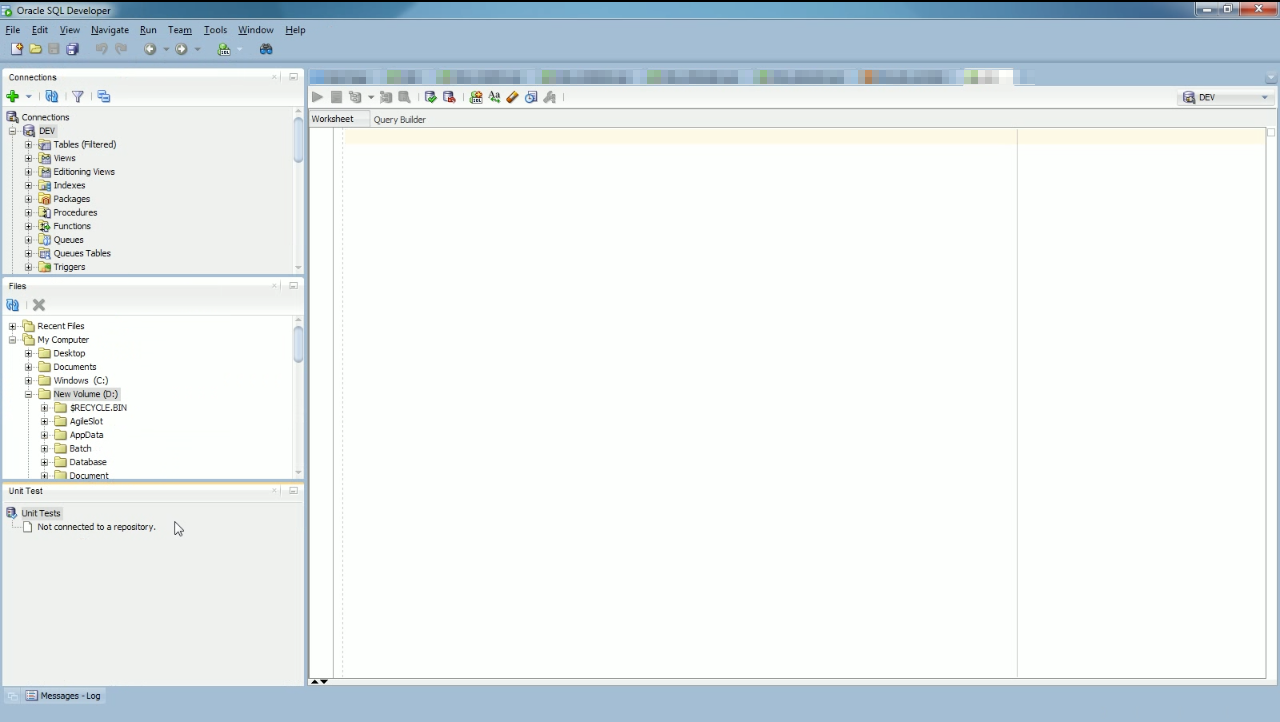 Oracle SQL Developer
File Edit View Navigate Run Team Tools Window Help
Connections
Connections
DEV
Tables (Filtered)
Views
Editioning Views
Indexes
Packages
Procedures
Functions
Queues
Queues Tables
Triggers
Files
Recent Files
My Computer
Desktop
Documents
Windows (C:)
New Volume (D:)
$RECYCLE.BIN
AgileSlot
AppData
Batch
Database
Document
Unit Test
Unit Tests
Not connected to a repository.
Messages - Log
DEV
Worksheet Query Builder